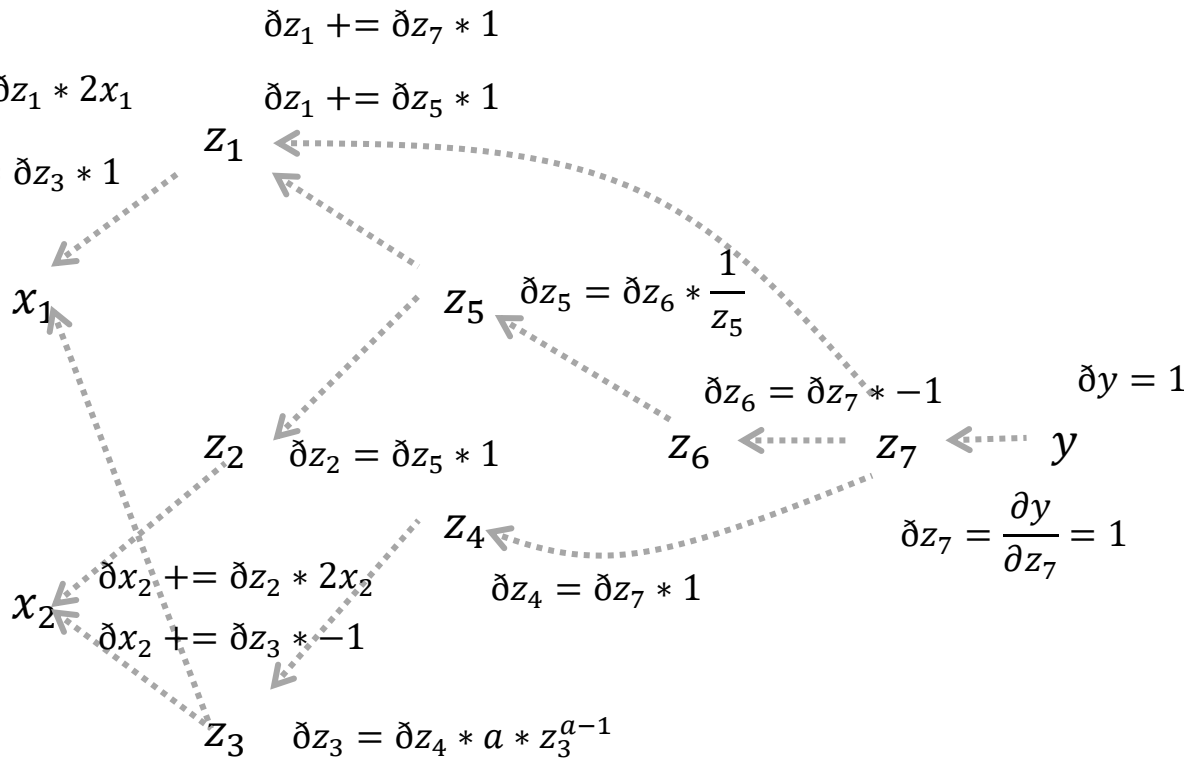 ðz₁ += ðz₇ * 1
ðz₁ * 2x₁
ðz₁ += ðz₅ * 1
z₁
ðz₃ * 1
x₁
z₅
ðz₅ = ðz₆ * 1/z₅
ðy = 1
ðz₆ = ðz₇ * −1
z₂
ðz₂ = ðz₅ * 1
z₆
z₇
y
z₄
ðz₇ = ∂y/∂z₇ = 1
ðx₂ += ðz₂ * 2x₂
ðz₄ = ðz₇ * 1
x₂
ðx₂ += ðz₃ * −1
z₃
ðz₃ = ðz₄ * a * z₃^{a−1}